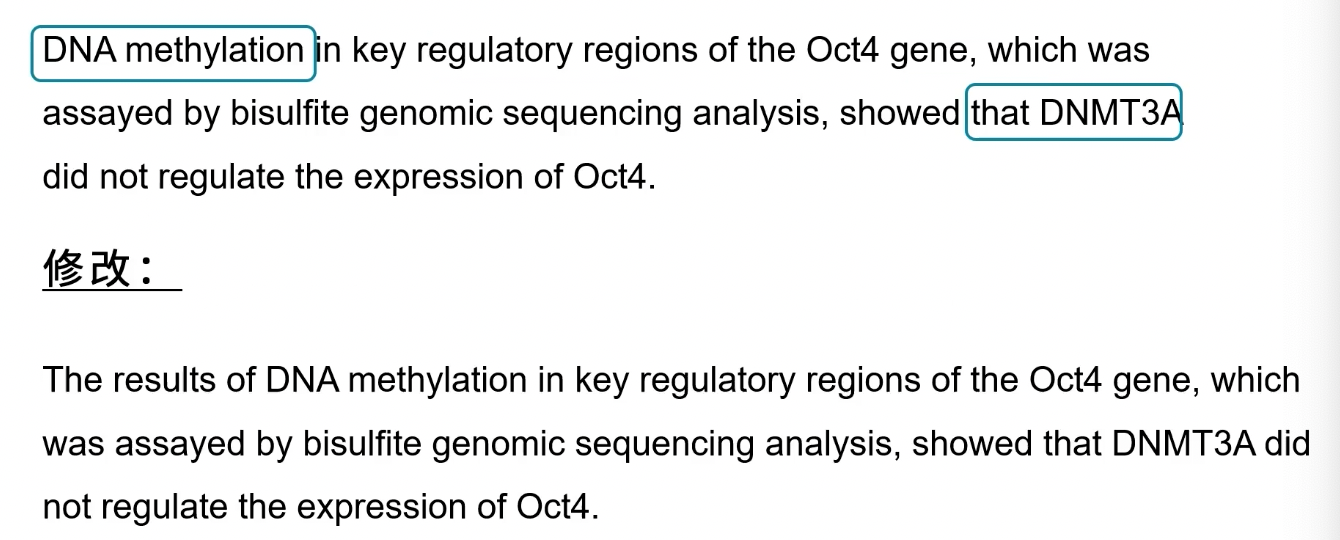 DNA methylation in key regulatory regions of the Oct4 gene, which was
assayed by bisulfite genomic sequencing analysis, showed that DNMT3A
did not regulate the expression of Oct4.
修改：
The results of DNA methylation in key regulatory regions of the Oct4 gene, which
was assayed by bisulfite genomic sequencing analysis, showed that DNMT3A did
not regulate the expression of Oct4.